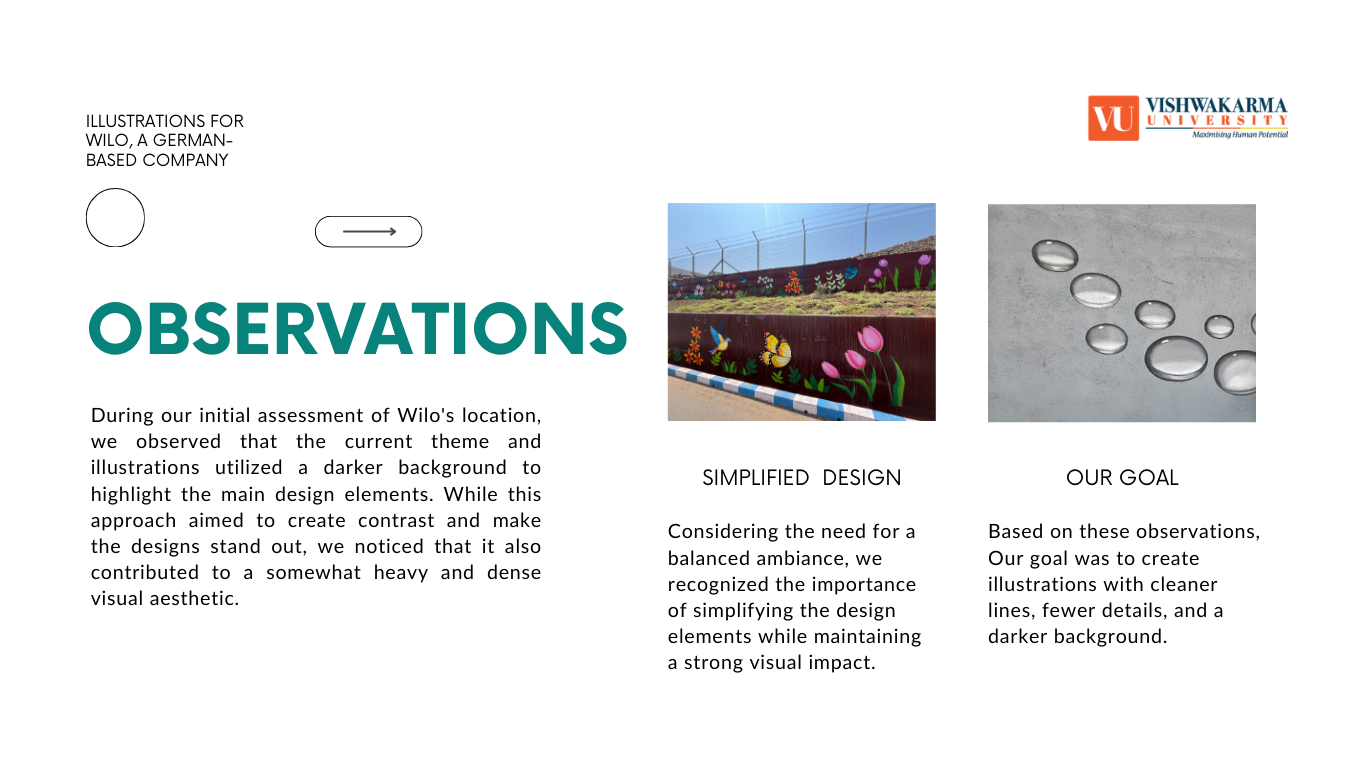 ILLUSTRATIONS FOR
WILO, A GERMAN-
BASED COMPANY
VU VISHWAKARMA
UNIVERSITY
Maximising Human Potential
OBSERVATIONS
During our initial assessment of Wilo's location,
we observed that the current theme and
illustrations utilized a darker background to
highlight the main design elements. While this
approach aimed to create contrast and make
the designs stand out, we noticed that it also
contributed to a somewhat heavy and dense
visual aesthetic.
SIMPLIFIED DESIGN
Considering the need for a
balanced ambiance, we
recognized the importance
of simplifying the design
elements while maintaining
a strong visual impact.
OUR GOAL
Based on these observations,
Our goal was to create
illustrations with cleaner
lines, fewer details, and a
darker background.